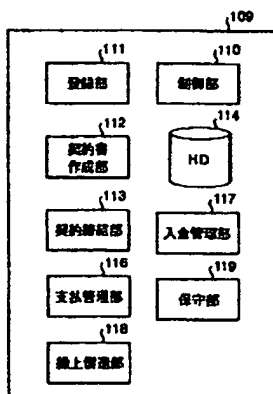 109
111
登録部
110
制御部
112
契約書
作成部
114
HD
113
契約締結部
117
入金管理部
116
支払管理部
119
保守部
118
繰上償還部